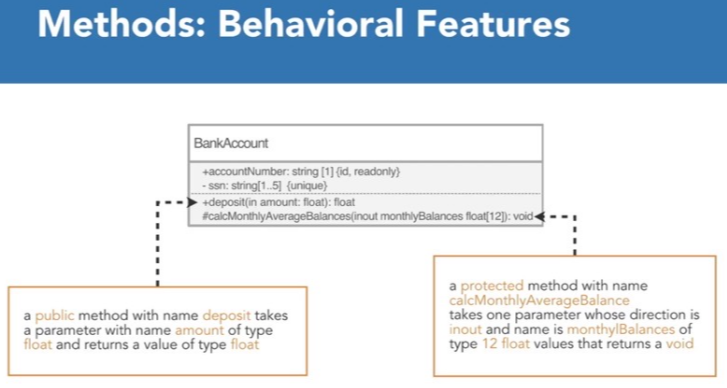 Methods: Behavioral Features
BankAccount
+accountNumber: string [1] {id, readonly}
- ssn: string[1..5] {unique}
+deposit(in amount: float): float
#calcMonthlyAverageBalances(inout monthlyBalances float[12]): void
a public method with name deposit takes
a parameter with name amount of type
float and returns a value of type float
a protected method with name
calcMonthlyAverageBalance
takes one parameter whose direction is
inout and name is monthylBalances of
type 12 float values that returns a void